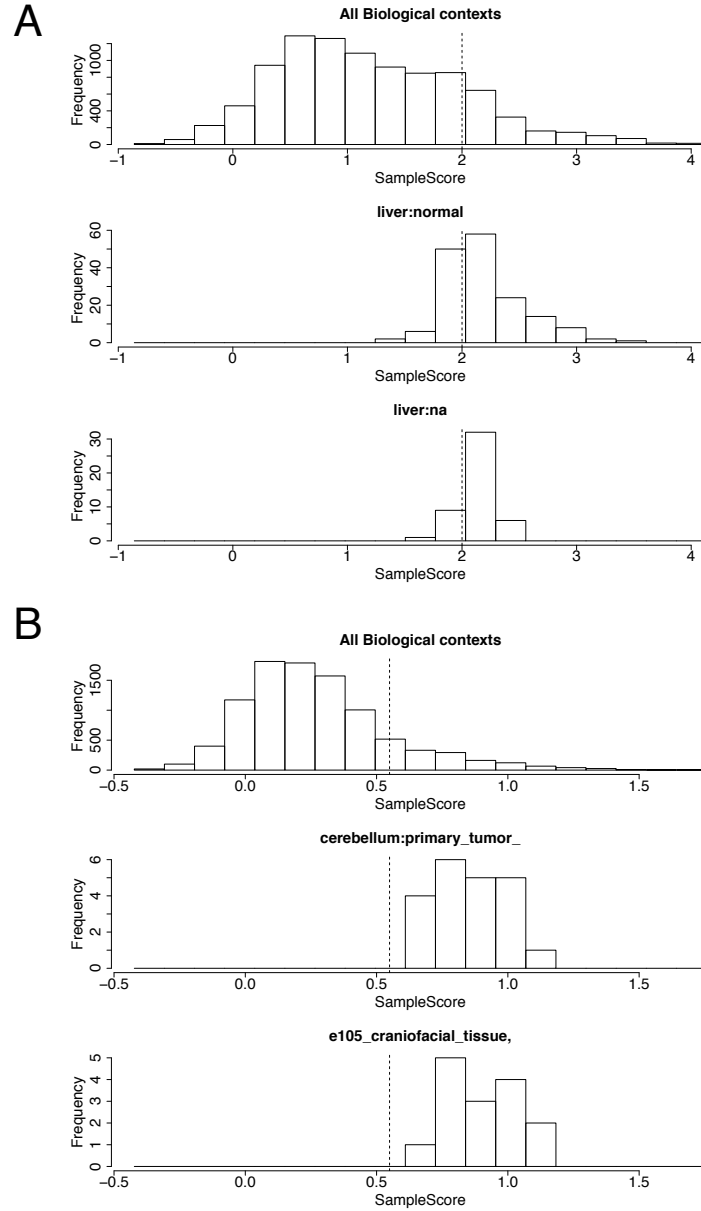 A
All Biological contexts
Frequency
0 400 1000
−1 0 1 2 3 4
SampleScore
liver:normal
Frequency
0 20 40 60
−1 0 1 2 3 4
SampleScore
liver:na
Frequency
0 10 20 30
−1 0 1 2 3 4
SampleScore
B
All Biological contexts
Frequency
0 500 1500
−0.5 0.0 0.5 1.0 1.5
SampleScore
cerebellum:primary_tumor_
Frequency
0 2 4 6
−0.5 0.0 0.5 1.0 1.5
SampleScore
e105_craniofacial_tissue,
Frequency
0 1 2 3 4 5
−0.5 0.0 0.5 1.0 1.5
SampleScore